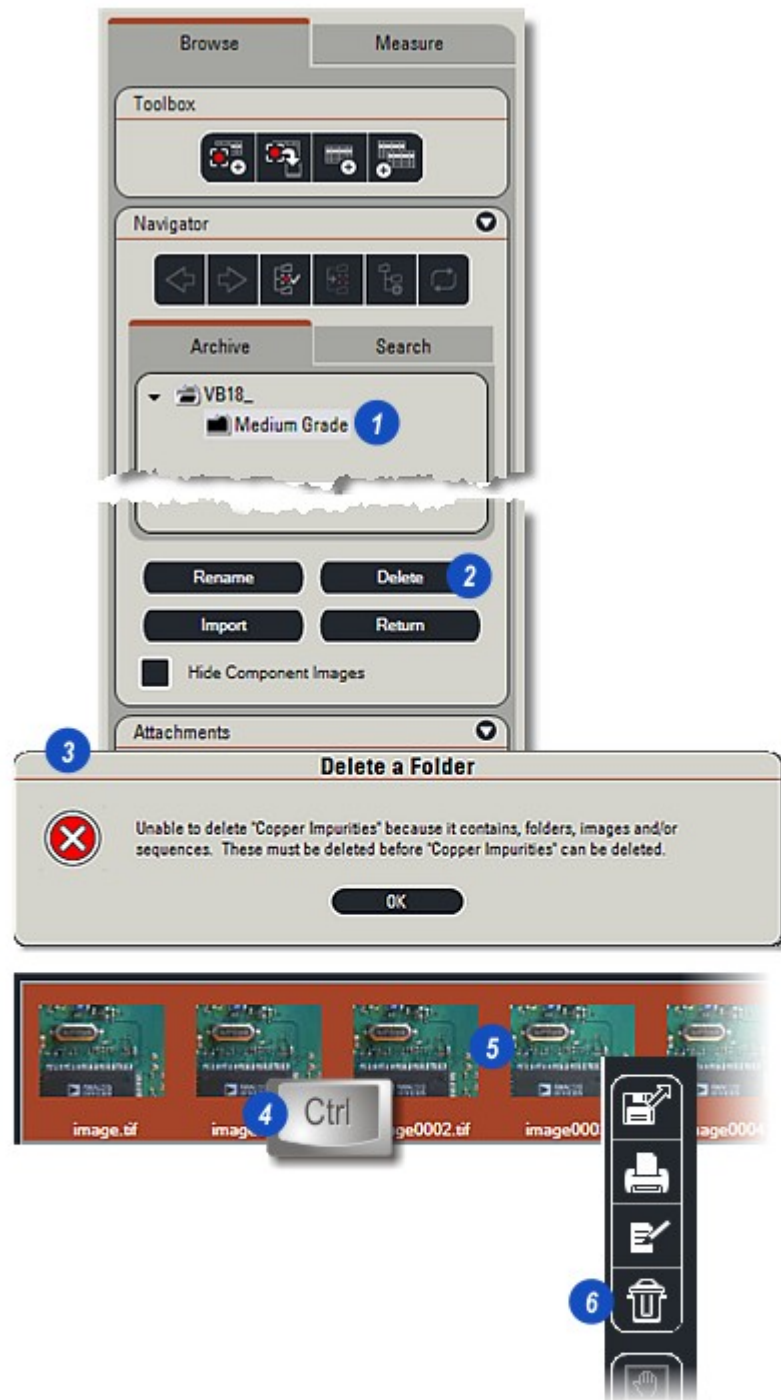 Browse Measure
Toolbox
Navigator
Archive Search
VB18_
Medium Grade 1
Rename Delete 2
Import Return
Hide Component Images
Attachments
3
Delete a Folder
Unable to delete "Copper Impurities" because it contains, folders, images and/or
sequences. These must be deleted before "Copper Impurities" can be deleted.
OK
5
4 Ctrl
image.tif
6